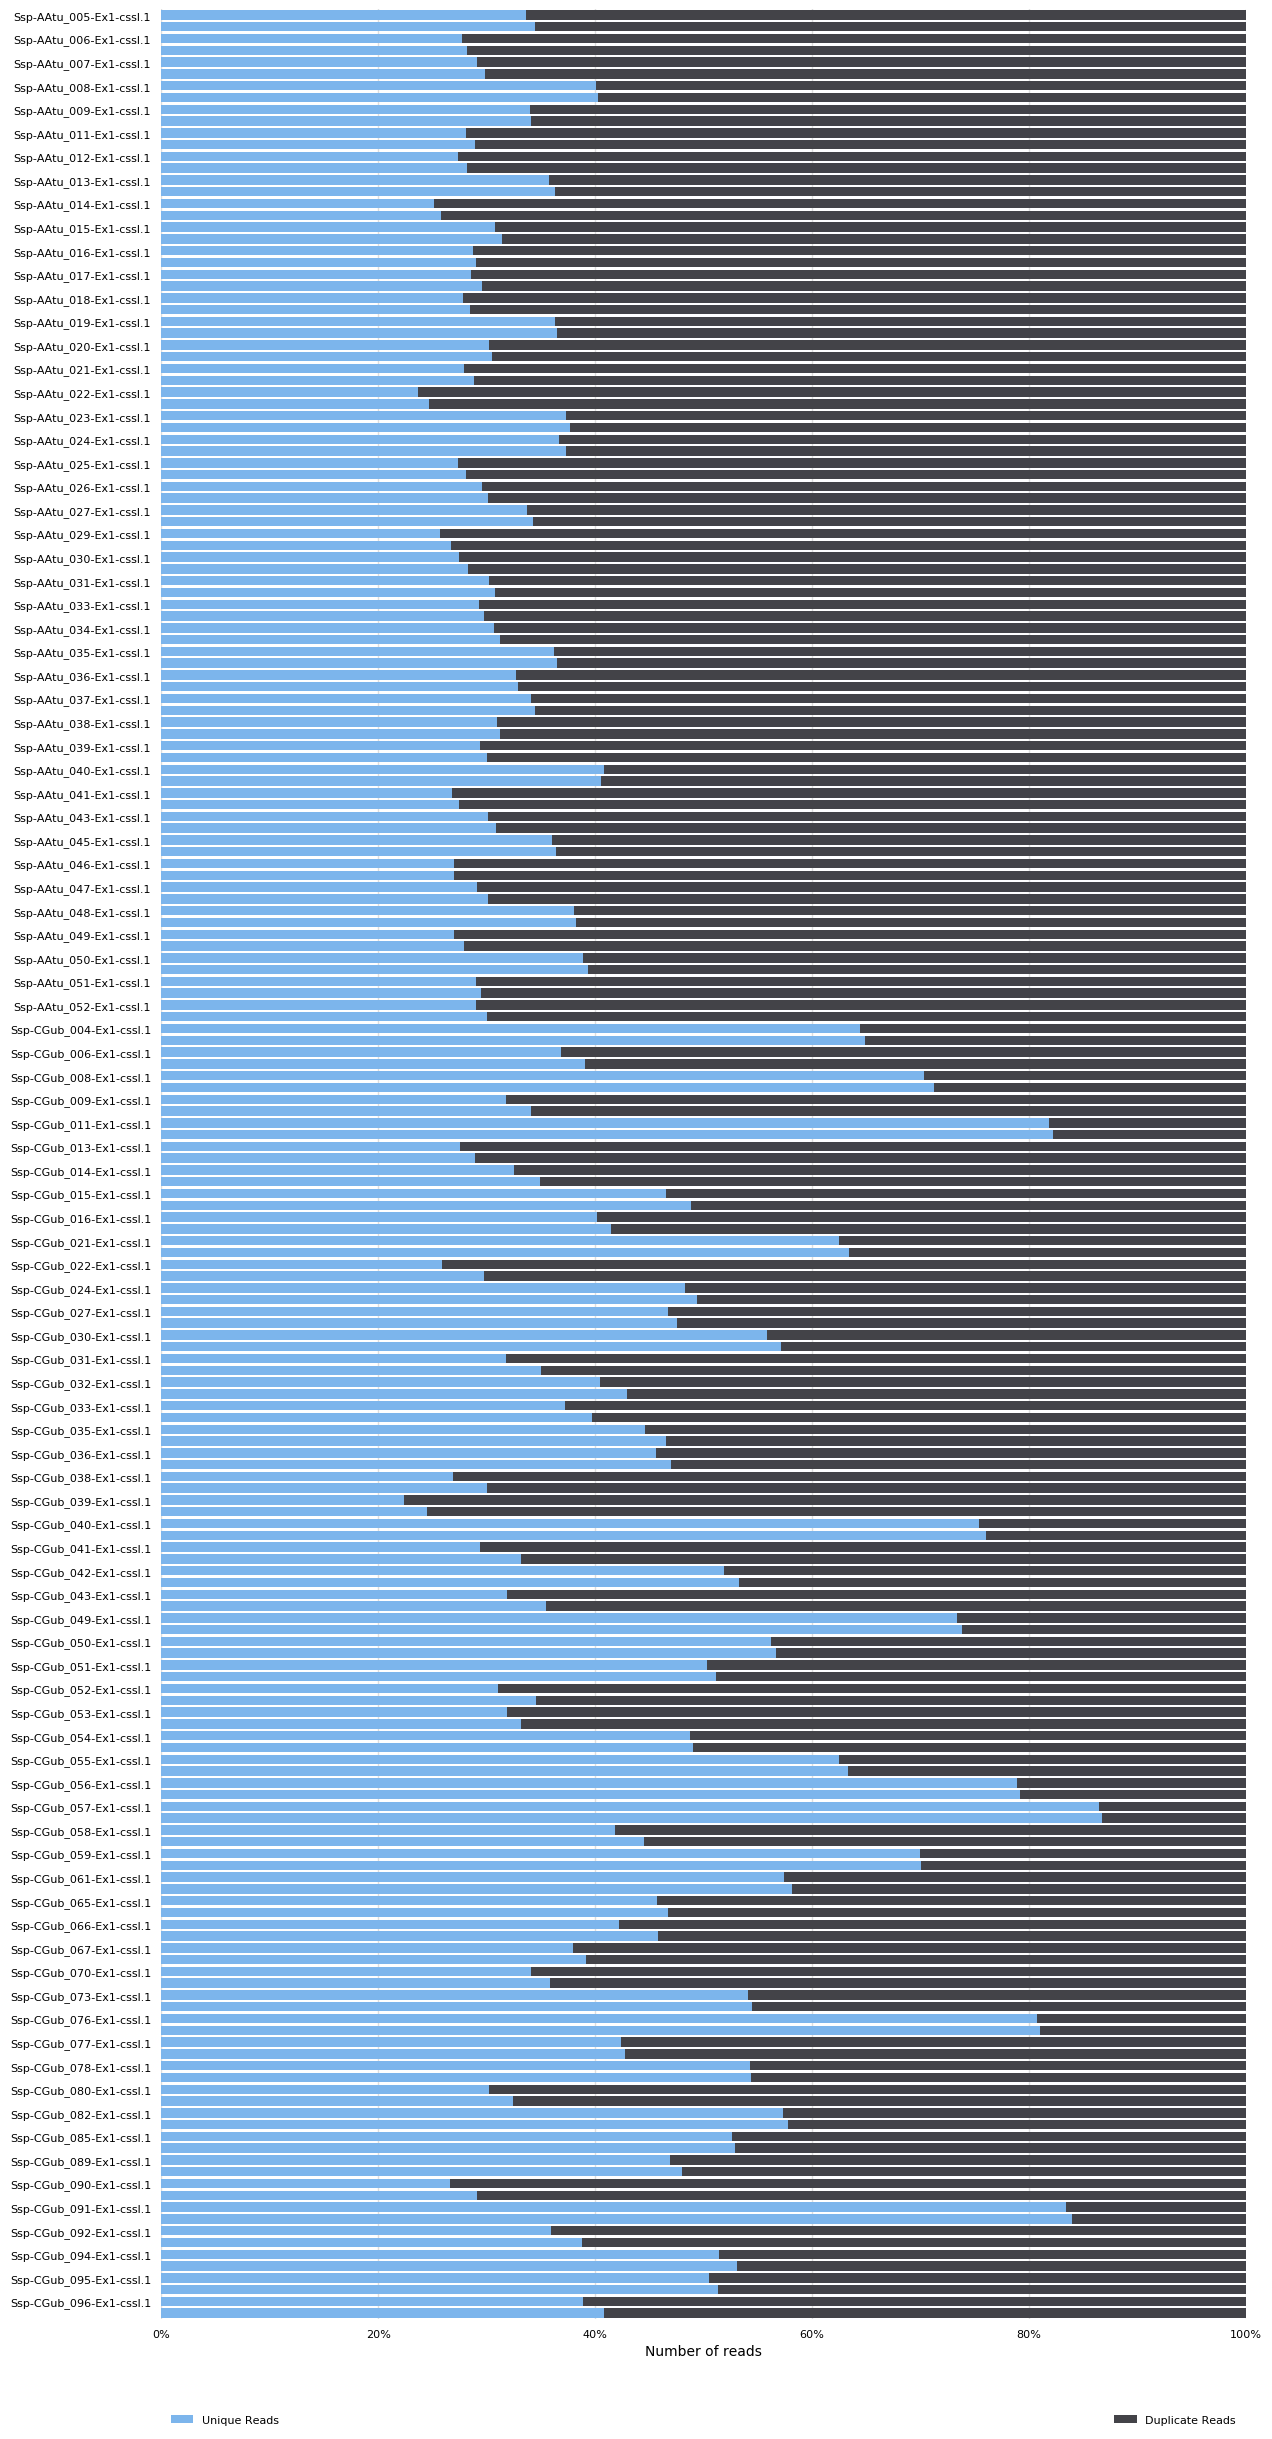 Ssp-AAtu_005-Ex1-cssl.1
Ssp-AAtu_006-Ex1-cssl.1
Ssp-AAtu_007-Ex1-cssl.1
Ssp-AAtu_008-Ex1-cssl.1
Ssp-AAtu_009-Ex1-cssl.1
Ssp-AAtu_011-Ex1-cssl.1
Ssp-AAtu_012-Ex1-cssl.1
Ssp-AAtu_013-Ex1-cssl.1
Ssp-AAtu_014-Ex1-cssl.1
Ssp-AAtu_015-Ex1-cssl.1
Ssp-AAtu_016-Ex1-cssl.1
Ssp-AAtu_017-Ex1-cssl.1
Ssp-AAtu_018-Ex1-cssl.1
Ssp-AAtu_019-Ex1-cssl.1
Ssp-AAtu_020-Ex1-cssl.1
Ssp-AAtu_021-Ex1-cssl.1
Ssp-AAtu_022-Ex1-cssl.1
Ssp-AAtu_023-Ex1-cssl.1
Ssp-AAtu_024-Ex1-cssl.1
Ssp-AAtu_025-Ex1-cssl.1
Ssp-AAtu_026-Ex1-cssl.1
Ssp-AAtu_027-Ex1-cssl.1
Ssp-AAtu_029-Ex1-cssl.1
Ssp-AAtu_030-Ex1-cssl.1
Ssp-AAtu_031-Ex1-cssl.1
Ssp-AAtu_033-Ex1-cssl.1
Ssp-AAtu_034-Ex1-cssl.1
Ssp-AAtu_035-Ex1-cssl.1
Ssp-AAtu_036-Ex1-cssl.1
Ssp-AAtu_037-Ex1-cssl.1
Ssp-AAtu_038-Ex1-cssl.1
Ssp-AAtu_039-Ex1-cssl.1
Ssp-AAtu_040-Ex1-cssl.1
Ssp-AAtu_041-Ex1-cssl.1
Ssp-AAtu_043-Ex1-cssl.1
Ssp-AAtu_045-Ex1-cssl.1
Ssp-AAtu_046-Ex1-cssl.1
Ssp-AAtu_047-Ex1-cssl.1
Ssp-AAtu_048-Ex1-cssl.1
Ssp-AAtu_049-Ex1-cssl.1
Ssp-AAtu_050-Ex1-cssl.1
Ssp-AAtu_051-Ex1-cssl.1
Ssp-AAtu_052-Ex1-cssl.1
Ssp-CGub_004-Ex1-cssl.1
Ssp-CGub_006-Ex1-cssl.1
Ssp-CGub_008-Ex1-cssl.1
Ssp-CGub_009-Ex1-cssl.1
Ssp-CGub_011-Ex1-cssl.1
Ssp-CGub_013-Ex1-cssl.1
Ssp-CGub_014-Ex1-cssl.1
Ssp-CGub_015-Ex1-cssl.1
Ssp-CGub_016-Ex1-cssl.1
Ssp-CGub_021-Ex1-cssl.1
Ssp-CGub_022-Ex1-cssl.1
Ssp-CGub_024-Ex1-cssl.1
Ssp-CGub_027-Ex1-cssl.1
Ssp-CGub_030-Ex1-cssl.1
Ssp-CGub_031-Ex1-cssl.1
Ssp-CGub_032-Ex1-cssl.1
Ssp-CGub_033-Ex1-cssl.1
Ssp-CGub_035-Ex1-cssl.1
Ssp-CGub_036-Ex1-cssl.1
Ssp-CGub_038-Ex1-cssl.1
Ssp-CGub_039-Ex1-cssl.1
Ssp-CGub_040-Ex1-cssl.1
Ssp-CGub_041-Ex1-cssl.1
Ssp-CGub_042-Ex1-cssl.1
Ssp-CGub_043-Ex1-cssl.1
Ssp-CGub_049-Ex1-cssl.1
Ssp-CGub_050-Ex1-cssl.1
Ssp-CGub_051-Ex1-cssl.1
Ssp-CGub_052-Ex1-cssl.1
Ssp-CGub_053-Ex1-cssl.1
Ssp-CGub_054-Ex1-cssl.1
Ssp-CGub_055-Ex1-cssl.1
Ssp-CGub_056-Ex1-cssl.1
Ssp-CGub_057-Ex1-cssl.1
Ssp-CGub_058-Ex1-cssl.1
Ssp-CGub_059-Ex1-cssl.1
Ssp-CGub_061-Ex1-cssl.1
Ssp-CGub_065-Ex1-cssl.1
Ssp-CGub_066-Ex1-cssl.1
Ssp-CGub_067-Ex1-cssl.1
Ssp-CGub_070-Ex1-cssl.1
Ssp-CGub_073-Ex1-cssl.1
Ssp-CGub_076-Ex1-cssl.1
Ssp-CGub_077-Ex1-cssl.1
Ssp-CGub_078-Ex1-cssl.1
Ssp-CGub_080-Ex1-cssl.1
Ssp-CGub_082-Ex1-cssl.1
Ssp-CGub_085-Ex1-cssl.1
Ssp-CGub_089-Ex1-cssl.1
Ssp-CGub_090-Ex1-cssl.1
Ssp-CGub_091-Ex1-cssl.1
Ssp-CGub_092-Ex1-cssl.1
Ssp-CGub_094-Ex1-cssl.1
Ssp-CGub_095-Ex1-cssl.1
Ssp-CGub_096-Ex1-cssl.1
0% 20% 40% 60% 80% 100%
Number of reads
Unique Reads Duplicate Reads